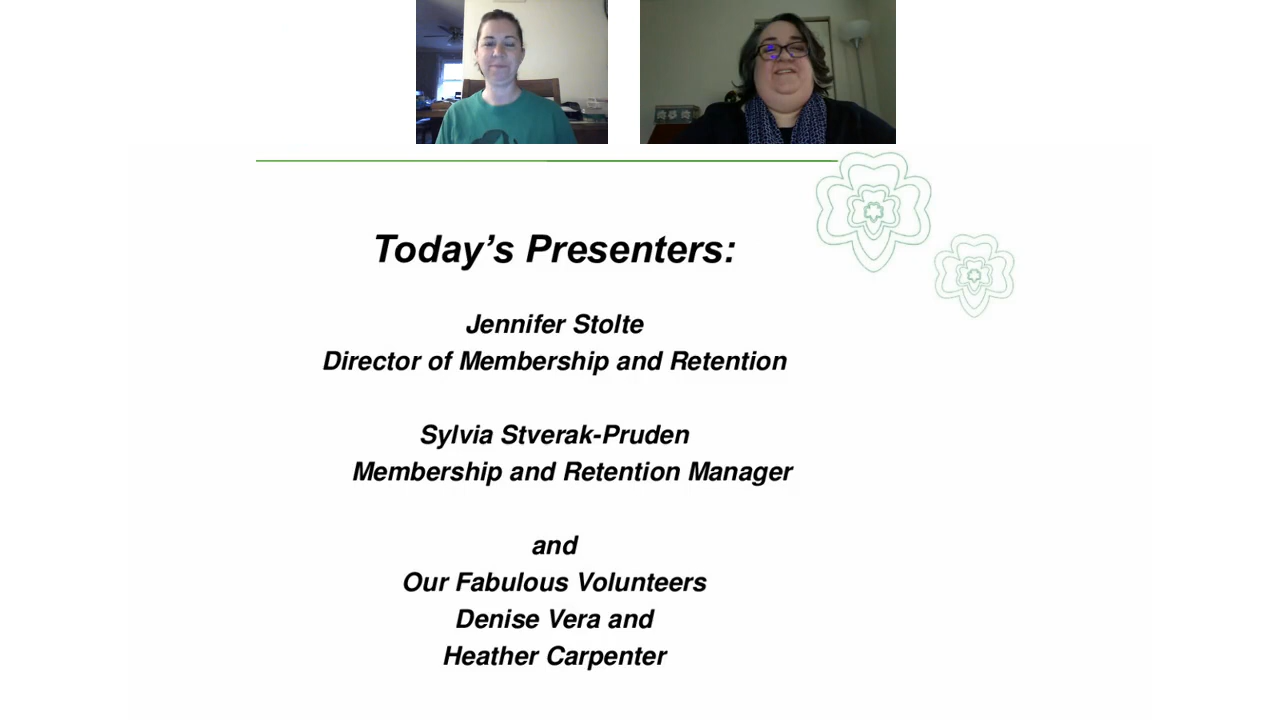 Today's Presenters:
Jennifer Stolte
Director of Membership and Retention
Sylvia Stverak-Pruden
Membership and Retention Manager
and
Our Fabulous Volunteers
Denise Vera and
Heather Carpenter